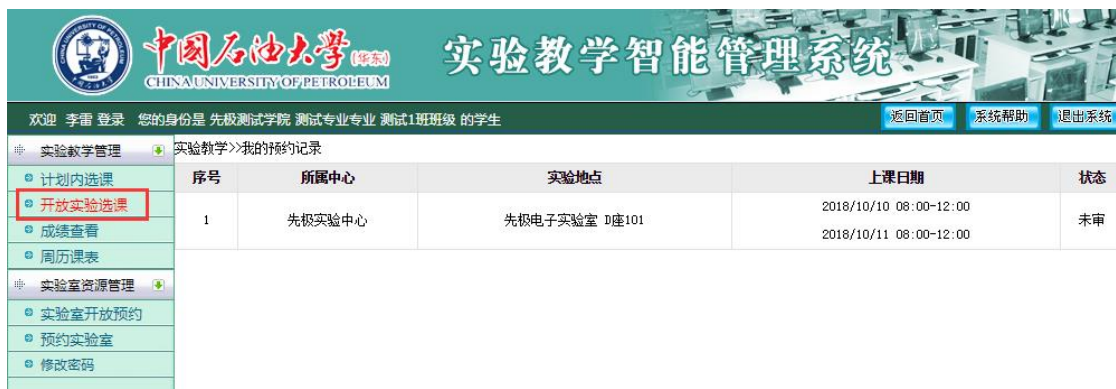 中国石油大学(华东)
CHINA UNIVERSITY OF PETROLEUM
实验教学智能管理系统
欢迎 李雷 登录 您的身份是 先极测试学院 测试专业专业 测试1班班级 的学生
返回首页 系统帮助 退出系统
实验教学管理
计划内选课
开放实验选课
成绩查看
周历课表
实验室资源管理
实验室开放预约
预约实验室
修改密码
实验教学>>我的预约记录
序号 所属中心 实验地点 上课日期 状态
1 先极实验中心 先极电子实验室 D座101 2018/10/10 08:00-12:00 未审
2018/10/11 08:00-12:00